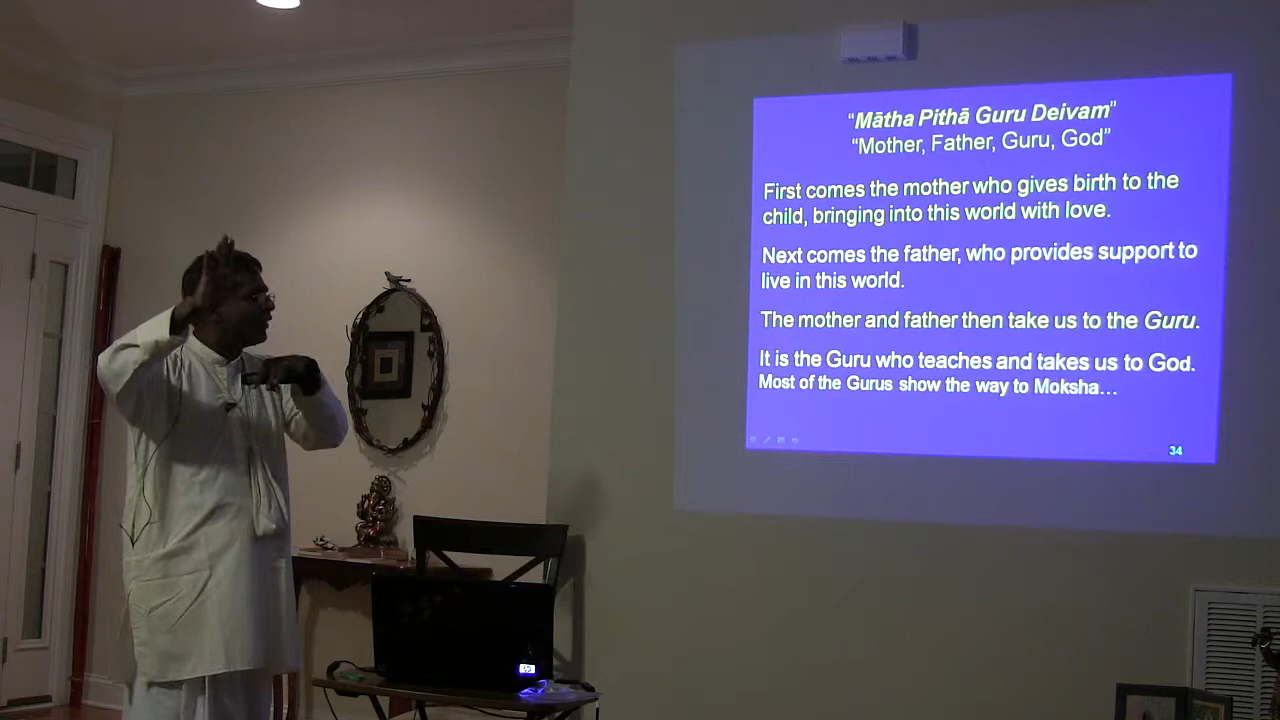 “Mātha Pithā Guru Deivam”
“Mother, Father, Guru, God”
First comes the mother who gives birth to the
child, bringing into this world with love.
Next comes the father, who provides support to
live in this world.
The mother and father then take us to the Guru.
It is the Guru who teaches and takes us to God.
Most of the Gurus show the way to Moksha…
34
hp